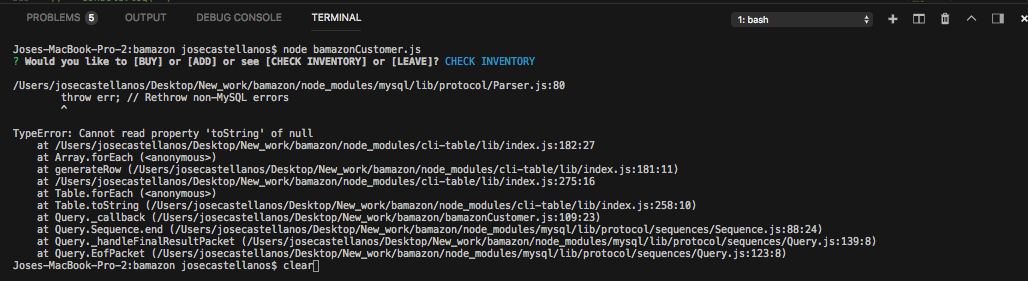 PROBLEMS 5 OUTPUT DEBUG CONSOLE TERMINAL 1: bash
Joses-MacBook-Pro-2:bamazon josecastellanos$ node bamazonCustomer.js
? Would you like to [BUY] or [ADD] or see [CHECK INVENTORY] or [LEAVE]? CHECK INVENTORY
/Users/josecastellanos/Desktop/New_work/bamazon/node_modules/mysql/lib/protocol/Parser.js:80
throw err; // Rethrow non-MySQL errors
^
TypeError: Cannot read property 'toString' of null
at /Users/josecastellanos/Desktop/New_work/bamazon/node_modules/cli-table/lib/index.js:182:27
at Array.forEach (<anonymous>)
at generateRow (/Users/josecastellanos/Desktop/New_work/bamazon/node_modules/cli-table/lib/index.js:181:11)
at /Users/josecastellanos/Desktop/New_work/bamazon/node_modules/cli-table/lib/index.js:275:16
at Table.forEach (<anonymous>)
at Table.toString (/Users/josecastellanos/Desktop/New_work/bamazon/node_modules/cli-table/lib/index.js:258:10)
at Query._callback (/Users/josecastellanos/Desktop/New_work/bamazon/bamazonCustomer.js:109:23)
at Query.Sequence.end (/Users/josecastellanos/Desktop/New_work/bamazon/node_modules/mysql/lib/protocol/sequences/Sequence.js:88:24)
at Query._handleFinalResultPacket (/Users/josecastellanos/Desktop/New_work/bamazon/node_modules/mysql/lib/protocol/sequences/Query.js:139:8)
at Query.EofPacket (/Users/josecastellanos/Desktop/New_work/bamazon/node_modules/mysql/lib/protocol/sequences/Query.js:123:8)
Joses-MacBook-Pro-2:bamazon josecastellanos$ clear